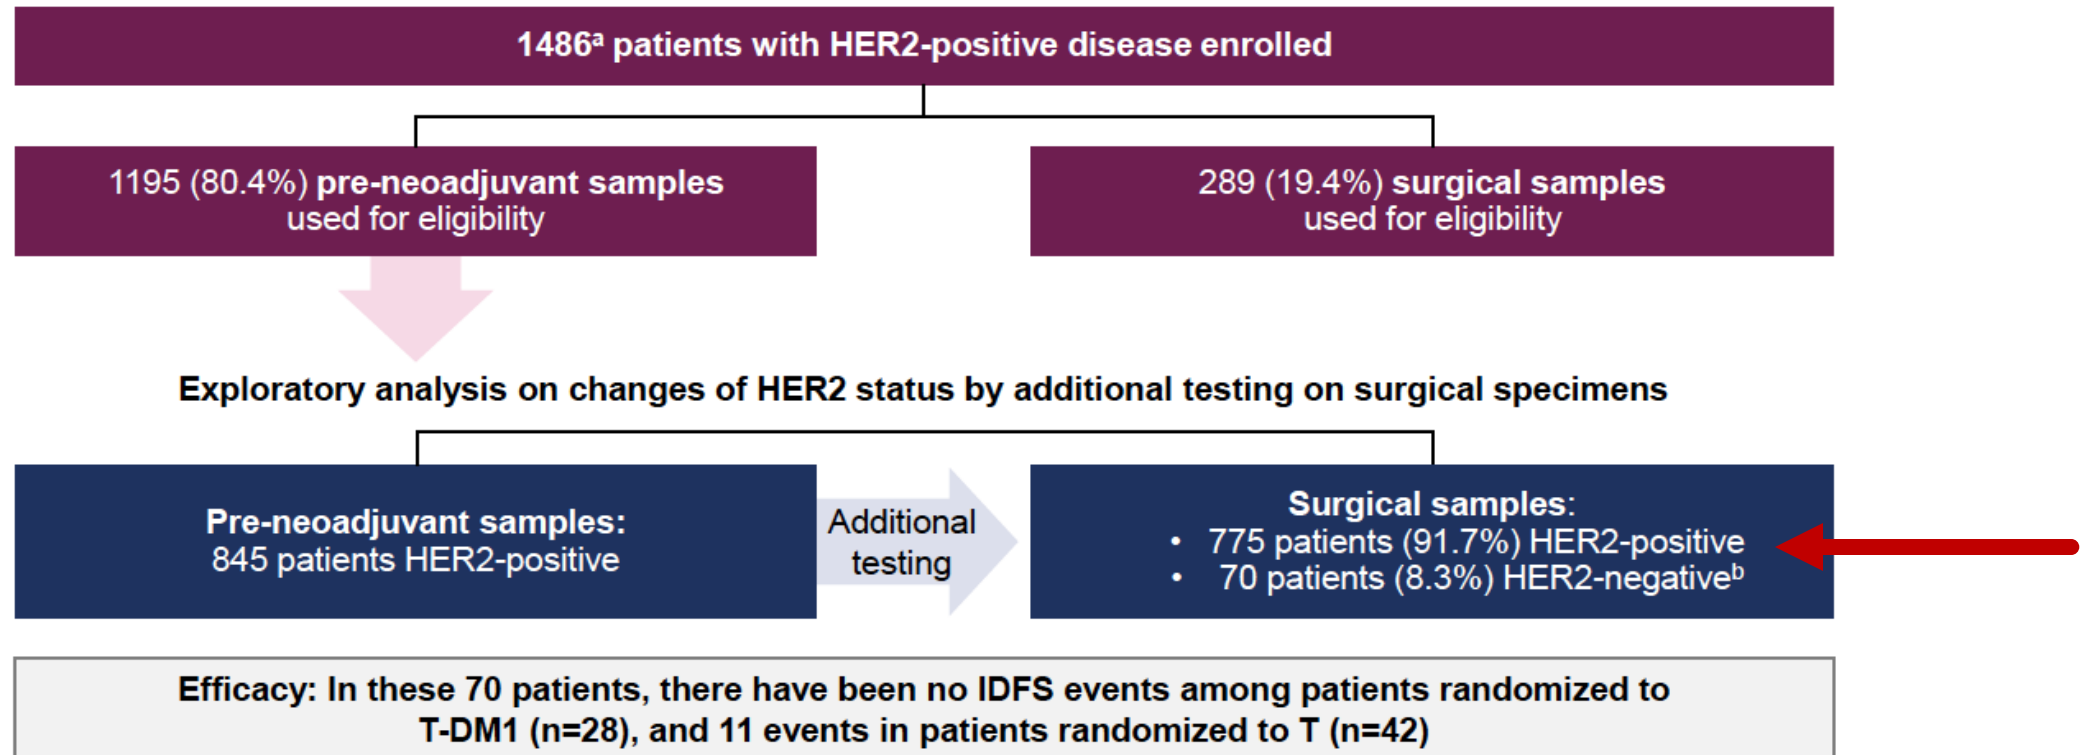 1486ᵃ patients with HER2-positive disease enrolled
1195 (80.4%) pre-neoadjuvant samples
used for eligibility
289 (19.4%) surgical samples
used for eligibility
Exploratory analysis on changes of HER2 status by additional testing on surgical specimens
Pre-neoadjuvant samples:
845 patients HER2-positive
Additional
testing
Surgical samples:
• 775 patients (91.7%) HER2-positive
• 70 patients (8.3%) HER2-negativeᵇ
Efficacy: In these 70 patients, there have been no IDFS events among patients randomized to
T-DM1 (n=28), and 11 events in patients randomized to T (n=42)